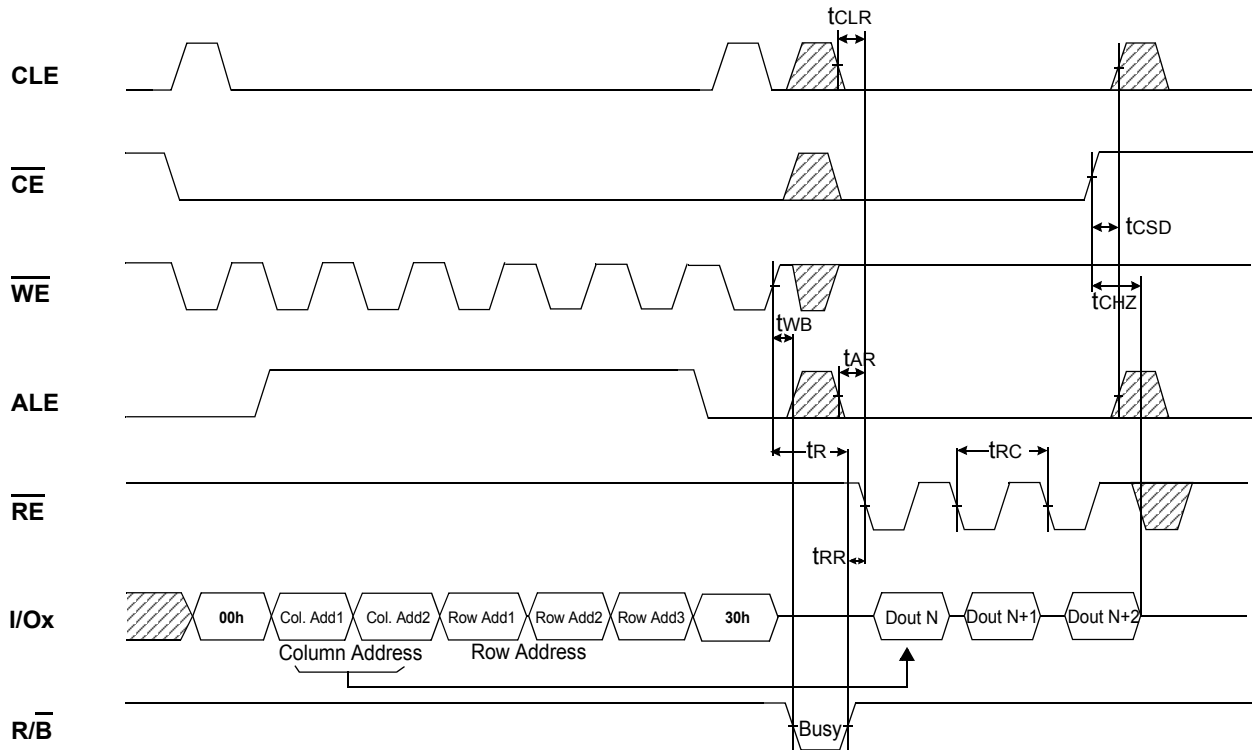 tCLR
CLE
CE
tCSD
WE
tCHZ
tWB
tAR
ALE
tR
tRC
RE
tRR
I/Ox
00h
Col. Add1
Col. Add2
Row Add1
Row Add2
Row Add3
30h
Dout N
Dout N+1
Dout N+2
Column Address
Row Address
R/B
Busy